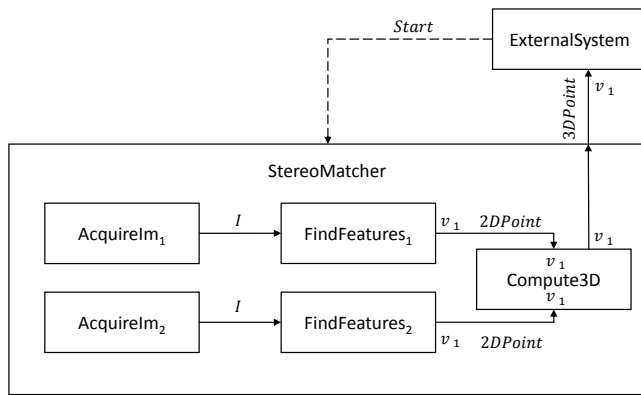 Start
ExternalSystem
3DPoint
v 1
StereoMatcher
AcquireIm1
I
FindFeatures1
v 1
2DPoint
v 1
v 1
Compute3D
v 1
AcquireIm2
I
FindFeatures2
v 1
2DPoint